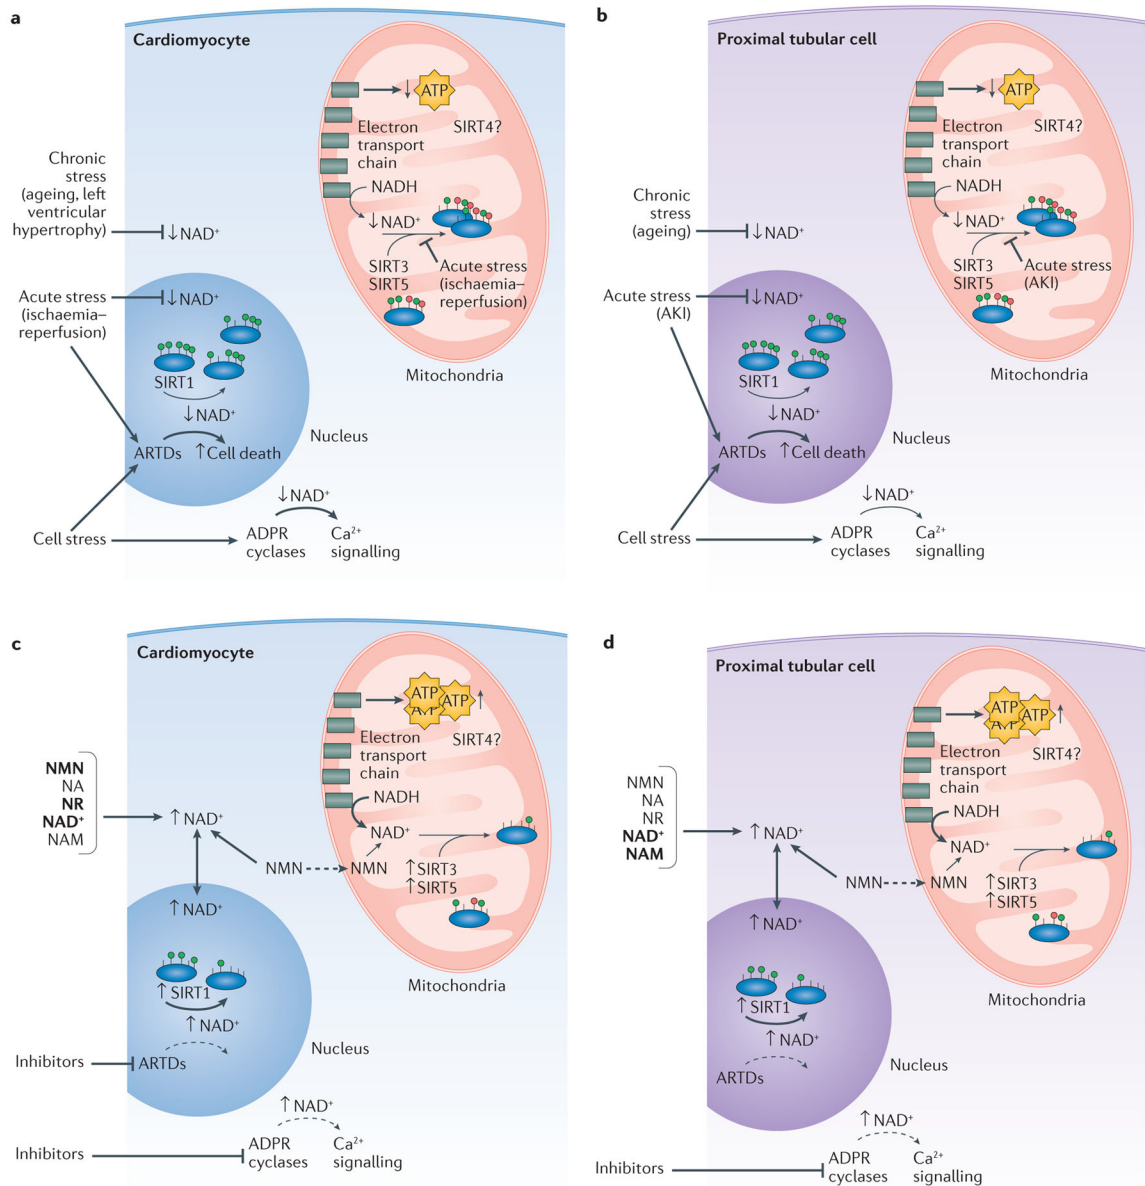 a
Cardiomyocyte
ATP
SIRT4?
Electron
transport
chain
NADH
↓NAD⁺
SIRT3
SIRT5
Acute stress
(ischaemia–
reperfusion)
Mitochondria
Chronic
stress
(ageing, left
ventricular
hypertrophy)
↓NAD⁺
Acute stress
(ischaemia–
reperfusion)
↓NAD⁺
SIRT1
↓NAD⁺
ARTDs
↑Cell death
Nucleus
Cell stress
↓NAD⁺
ADPR
cyclases
Ca²⁺
signalling
b
Proximal tubular cell
ATP
SIRT4?
Electron
transport
chain
NADH
↓NAD⁺
SIRT3
SIRT5
Acute stress
(AKI)
Mitochondria
Chronic
stress
(ageing)
↓NAD⁺
Acute stress
(AKI)
↓NAD⁺
SIRT1
↓NAD⁺
ARTDs
↑Cell death
Nucleus
Cell stress
↓NAD⁺
ADPR
cyclases
Ca²⁺
signalling
c
Cardiomyocyte
ATP
ATP
ATP
SIRT4?
Electron
transport
chain
NADH
NAD⁺
NMN
↑SIRT3
↑SIRT5
Mitochondria
NMN
NA
NR
NAD⁺
NAM
↑NAD⁺
NMN
↑NAD⁺
↑SIRT1
↑NAD⁺
Inhibitors
ARTDs
Nucleus
↑NAD⁺
Inhibitors
ADPR
cyclases
Ca²⁺
signalling
d
Proximal tubular cell
ATP
ATP
ATP
SIRT4?
Electron
transport
chain
NADH
NAD⁺
NMN
↑SIRT3
↑SIRT5
Mitochondria
NMN
NA
NR
NAD⁺
NAM
↑NAD⁺
NMN
↑NAD⁺
↑SIRT1
↑NAD⁺
ARTDs
Nucleus
↑NAD⁺
Inhibitors
ADPR
cyclases
Ca²⁺
signalling